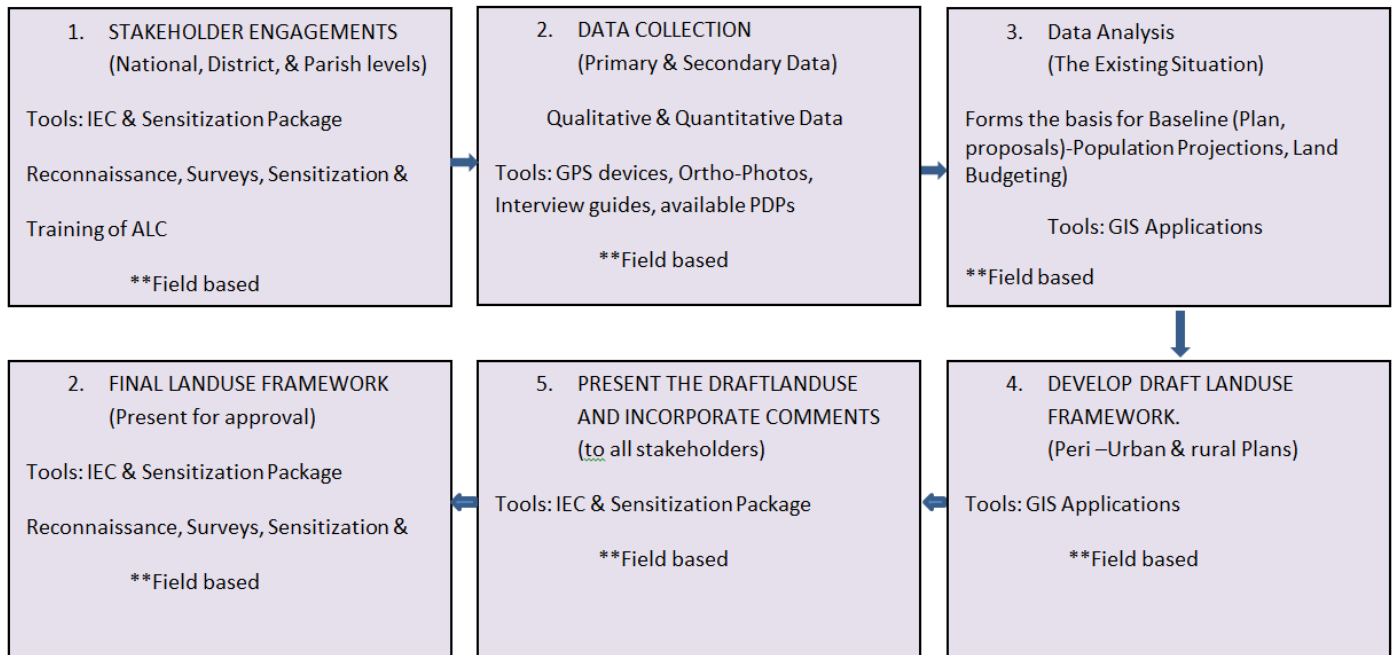 1. STAKEHOLDER ENGAGEMENTS
(National, District, & Parish levels)
Tools: IEC & Sensitization Package
Reconnaissance, Surveys, Sensitization &
Training of ALC
**Field based
2. DATA COLLECTION
(Primary & Secondary Data)
Qualitative & Quantitative Data
Tools: GPS devices, Ortho-Photos,
Interview guides, available PDPs
**Field based
3. Data Analysis
(The Existing Situation)
Forms the basis for Baseline (Plan,
proposals)-Population Projections, Land
Budgeting)
Tools: GIS Applications
**Field based
4. DEVELOP DRAFT LANDUSE
FRAMEWORK.
(Peri –Urban & rural Plans)
Tools: GIS Applications
**Field based
5. PRESENT THE DRAFTLANDUSE
AND INCORPORATE COMMENTS
(to all stakeholders)
Tools: IEC & Sensitization Package
**Field based
2. FINAL LANDUSE FRAMEWORK
(Present for approval)
Tools: IEC & Sensitization Package
Reconnaissance, Surveys, Sensitization &
**Field based